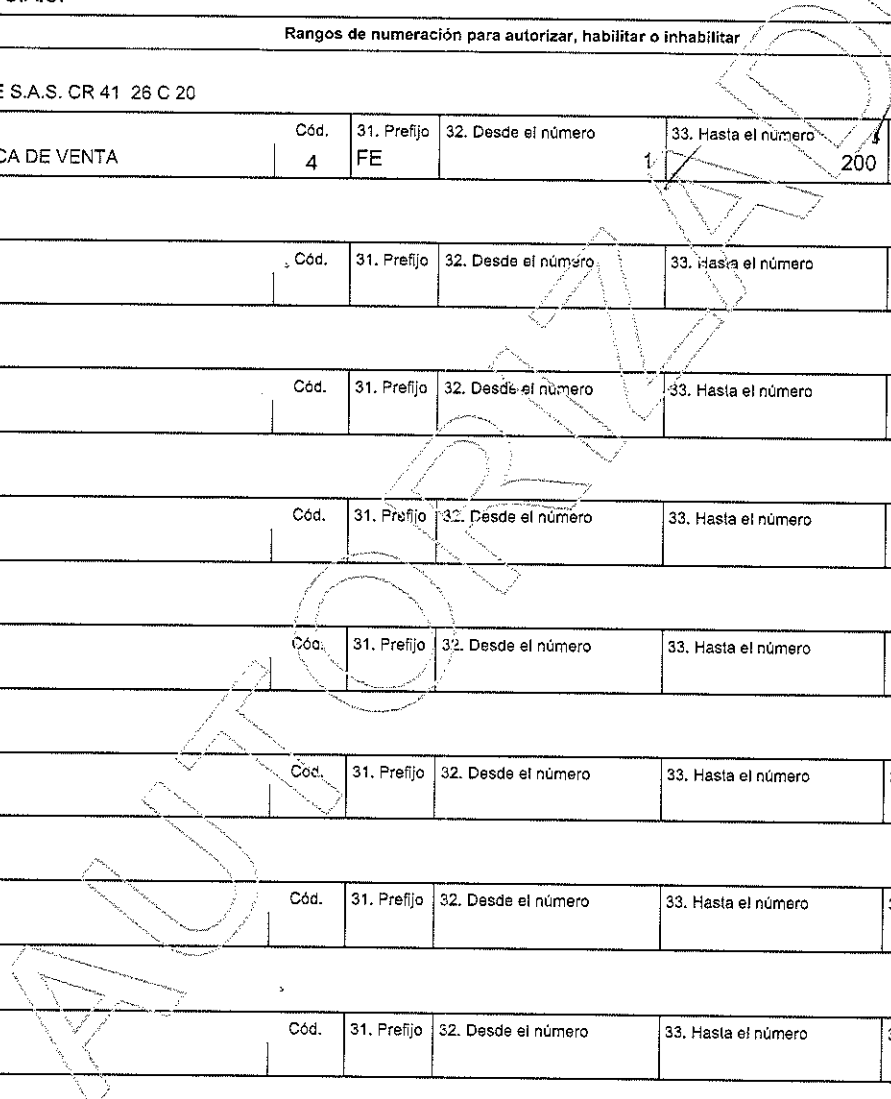 Rangos de numeración para autorizar, habilitar o inhabilitar
E S.A.S. CR 41 26 C 20
Cód. 31. Prefijo 32. Desde el número 33. Hasta el número
CA DE VENTA 4 FE 1 200
Cód. 31. Prefijo 32. Desde el número 33. Hasta el número
Cód. 31. Prefijo 32. Desde el número 33. Hasta el número
Cód. 31. Prefijo 32. Desde el número 33. Hasta el número
Cód. 31. Prefijo 32. Desde el número 33. Hasta el número
Cód. 31. Prefijo 32. Desde el número 33. Hasta el número
Cód. 31. Prefijo 32. Desde el número 33. Hasta el número
Cód. 31. Prefijo 32. Desde el número 33. Hasta el número
AUTORIZAD